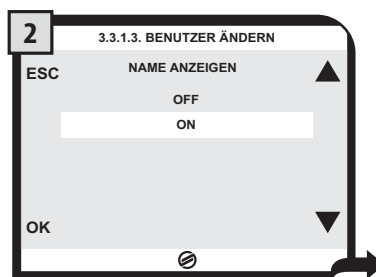 2
3.3.1.3. BENUTZER ÄNDERN
ESC
NAME ANZEIGEN
OFF
ON
OK